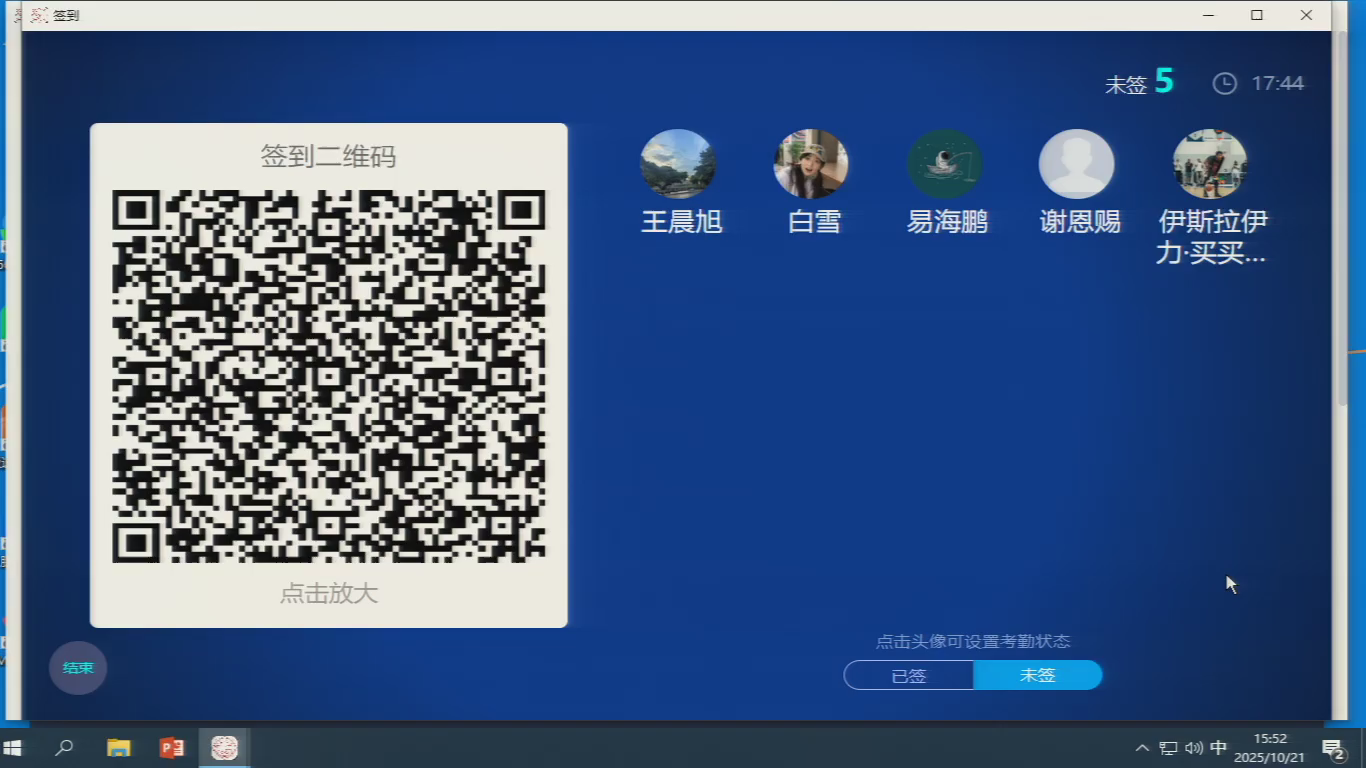 签到
未签 5
17:44
签到二维码
点击放大
王晨旭
白雪
易海鹏
谢恩赐
伊斯拉伊
力·买买...
点击头像可设置考勤状态
已签
未签
结束
中
15:52
2025/10/21
2